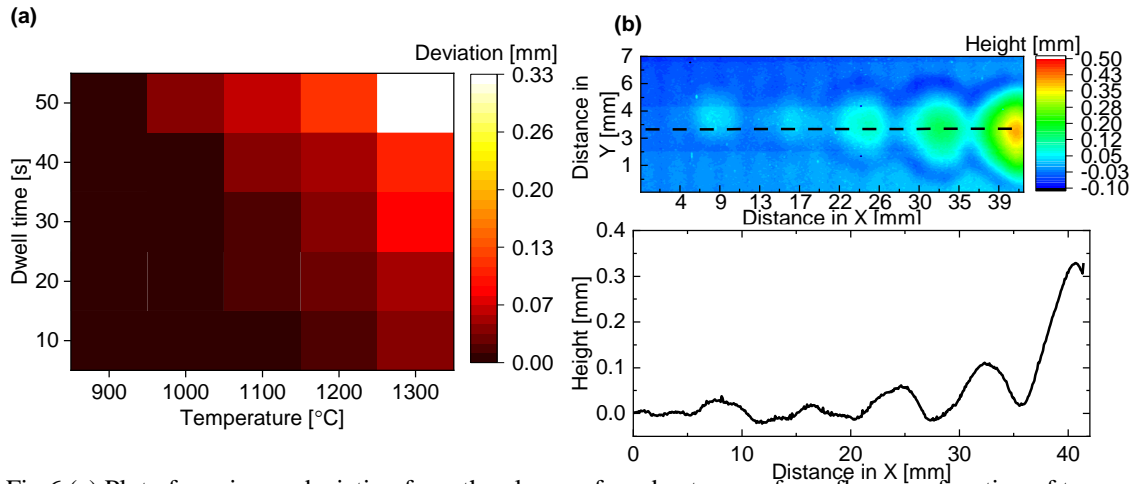 (a)
Deviation [mm]
0.33
0.26
0.20
0.13
0.07
0.00
Dwell time [s]
50
40
30
20
10
900 1000 1100 1200 1300
Temperature [°C]
(b)
Height [mm]
0.50
0.43
0.35
0.28
0.20
0.12
0.05
-0.03
-0.10
Distance in
Y [mm]
7
6
4
3
1
4 9 13 17 22 26 30 35 39
Distance in X [mm]
Height [mm]
0.4
0.3
0.2
0.1
0.0
0 10 20 30 40
Distance in X [mm]